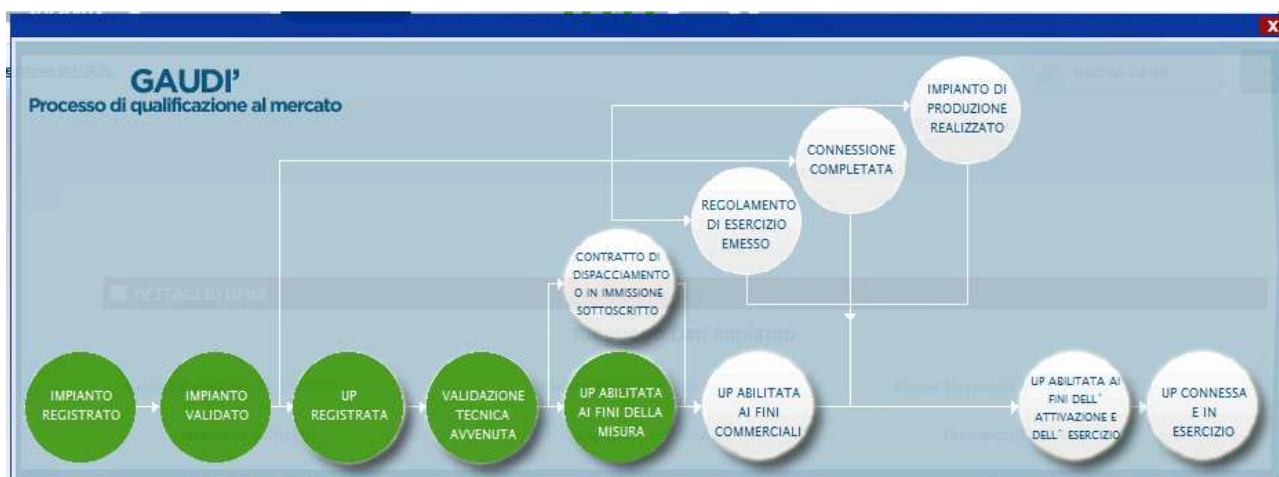 X
GAUDI'
Processo di qualificazione al mercato
IMPIANTO DI
PRODUZIONE
REALIZZATO
CONNESSIONE
COMPLETATA
REGOLAMENTO
DI ESERCIZIO
EMESSO
CONTRATTO DI
DISPACCIAMENTO
O IN IMMISSIONE
SOTTOSCRITTO
DETTAGLIO UP
IMPIANTO
REGISTRATO
IMPIANTO
VALIDATO
UP
REGISTRATA
VALIDAZIONE
TECNICA
AVVENUTA
UP ABILITATA
AI FINI DELLA
MISURA
UP ABILITATA
AI FINI
COMMERCIALI
UP ABILITATA AI
FINI DELL'
ATTIVAZIONE E
DELL' ESERCIZIO
UP CONNESSA
E IN
ESERCIZIO